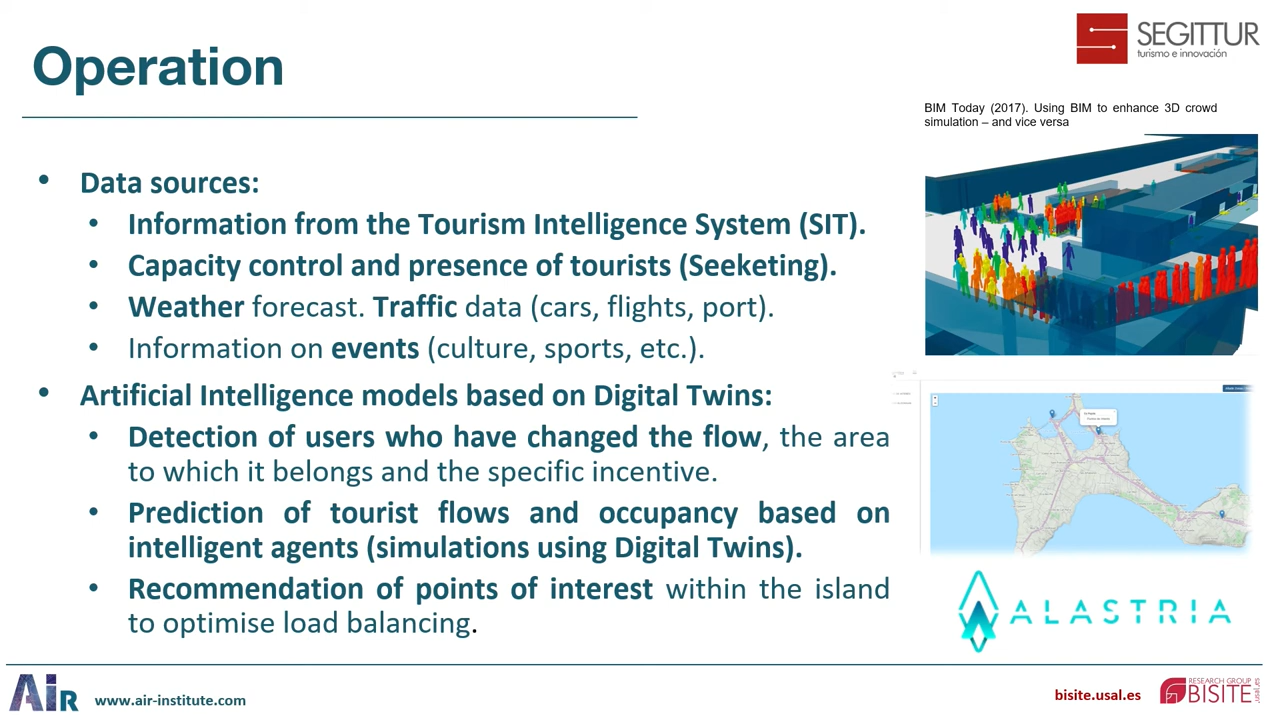 Operation
SEGITTUR
turismo e innovación
BIM Today (2017). Using BIM to enhance 3D crowd
simulation – and vice versa
• Data sources:
• Information from the Tourism Intelligence System (SIT).
• Capacity control and presence of tourists (Seeketing).
• Weather forecast. Traffic data (cars, flights, port).
• Information on events (culture, sports, etc.).
• Artificial Intelligence models based on Digital Twins:
• Detection of users who have changed the flow, the area
to which it belongs and the specific incentive.
• Prediction of tourist flows and occupancy based on
intelligent agents (simulations using Digital Twins).
• Recommendation of points of interest within the island
to optimise load balancing.
ALASTRIA
AIR
www.air-institute.com
bisite.usal.es
RESEARCH GROUP
BISITE
usal.es